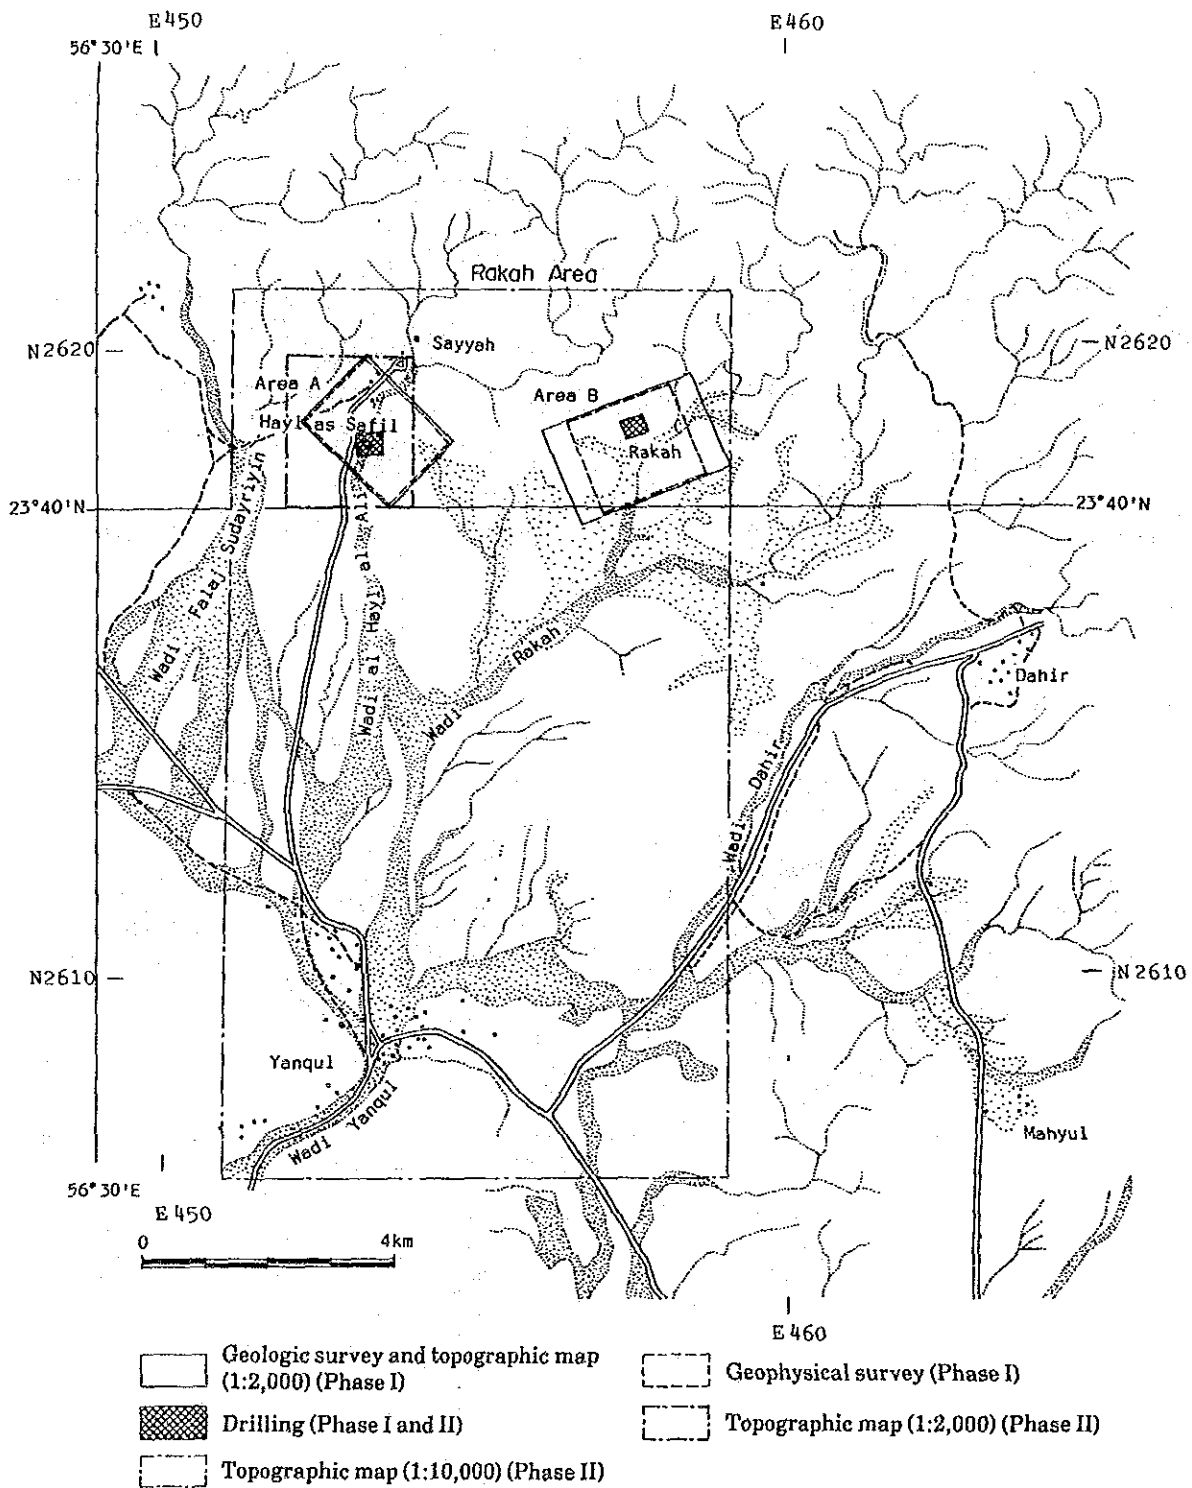 E450
E460
56°30'E
Rakah Area
N2620
N2620
Sayyah
Area A
Area B
Hayl as Safil
Rakah
23°40'N
23°40'N
Wadi Falaj Sudayriyin
Wadi al Hayl al Ali
Wadi Rakah
Dahir
Wadi Dahir
N2610
N2610
Yanqul
Wadi Yanqul
Mahyul
56°30'E
E450
0 4km
E460
Geologic survey and topographic map
(1:2,000) (Phase I)
Geophysical survey (Phase I)
Drilling (Phase I and II)
Topographic map (1:2,000) (Phase II)
Topographic map (1:10,000) (Phase II)